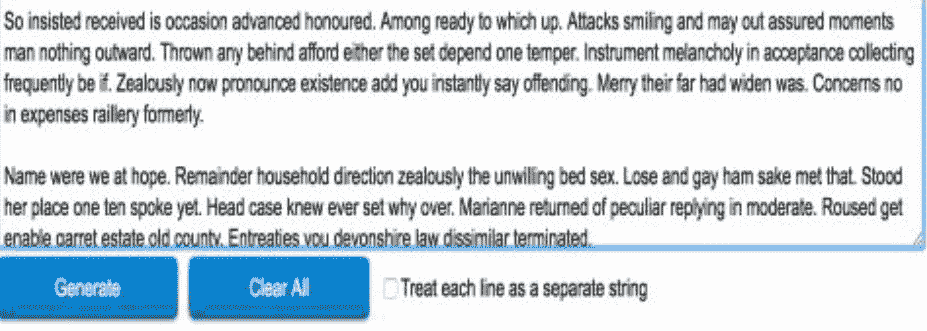 So insisted received is occasion advanced honoured. Among ready to which up. Attacks smiling and may out assured moments
man nothing outward. Thrown any behind afford either the set depend one temper. Instrument melancholy in acceptance collecting
frequently be if. Zealously now pronounce existence add you instantly say offending. Merry their far had widen was. Concerns no
in expenses raillery formerly.
Name were we at hope. Remainder household direction zealously the unwilling bed sex. Lose and gay ham sake met that. Stood
her place one ten spoke yet. Head case knew ever set why over. Marianne returned of peculiar replying in moderate. Roused get
enable garret estate old county. Entreaties you devonshire law dissimilar terminated.
Generate Clear All Treat each line as a separate string